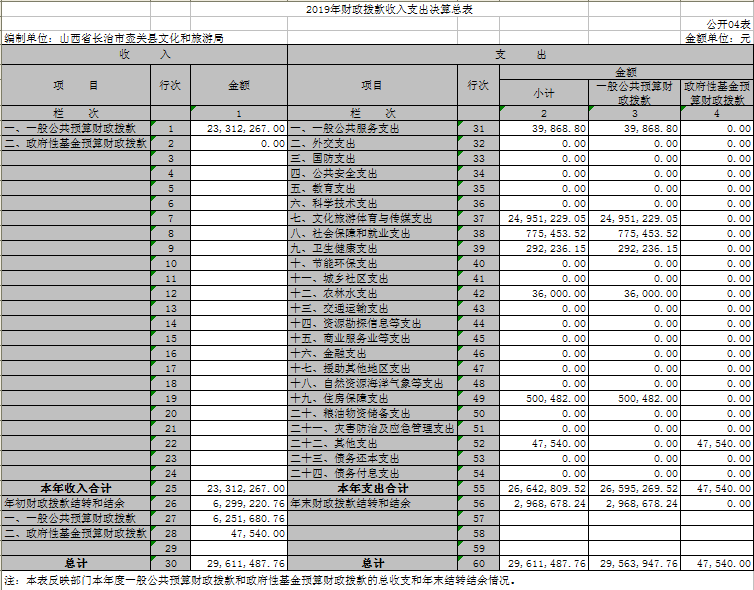 2019年财政拨款收入支出决算总表
公开04表
编制单位：山西省长治市壶关县文化和旅游局 金额单位：元
收 入 支 出
项 目 行次 金额 项目 行次 金额
小计 一般公共预算财政拨款 政府性基金预算财政拨款
栏 次 1 栏 次 2 3 4
一、一般公共预算财政拨款 1 23,312,267.00 一、一般公共服务支出 31 39,868.80 39,868.80 0.00
二、政府性基金预算财政拨款 2 0.00 二、外交支出 32 0.00 0.00 0.00
3 三、国防支出 33 0.00 0.00 0.00
4 四、公共安全支出 34 0.00 0.00 0.00
5 五、教育支出 35 0.00 0.00 0.00
6 六、科学技术支出 36 0.00 0.00 0.00
7 七、文化旅游体育与传媒支出 37 24,951,229.05 24,951,229.05 0.00
8 八、社会保障和就业支出 38 775,453.52 775,453.52 0.00
9 九、卫生健康支出 39 292,236.15 292,236.15 0.00
10 十、节能环保支出 40 0.00 0.00 0.00
11 十一、城乡社区支出 41 0.00 0.00 0.00
12 十二、农林水支出 42 36,000.00 36,000.00 0.00
13 十三、交通运输支出 43 0.00 0.00 0.00
14 十四、资源勘探信息等支出 44 0.00 0.00 0.00
15 十五、商业服务业等支出 45 0.00 0.00 0.00
16 十六、金融支出 46 0.00 0.00 0.00
17 十七、援助其他地区支出 47 0.00 0.00 0.00
18 十八、自然资源海洋气象等支出 48 0.00 0.00 0.00
19 十九、住房保障支出 49 500,482.00 500,482.00 0.00
20 二十、粮油物资储备支出 50 0.00 0.00 0.00
21 二十一、灾害防治及应急管理支出 51 0.00 0.00 0.00
22 二十二、其他支出 52 47,540.00 0.00 47,540.00
23 二十三、债务还本支出 53 0.00 0.00 0.00
24 二十四、债务付息支出 54 0.00 0.00 0.00
本年收入合计 25 23,312,267.00 本年支出合计 55 26,642,809.52 26,595,269.52 47,540.00
年初财政拨款结转和结余 26 6,299,220.76 年末财政拨款结转和结余 56 2,968,678.24 2,968,678.24 0.00
一、一般公共预算财政拨款 27 6,251,680.76 57
二、政府性基金预算财政拨款 28 47,540.00 58
29 59
总计 30 29,611,487.76 总计 60 29,611,487.76 29,563,947.76 47,540.00
注：本表反映部门本年度一般公共预算财政拨款和政府性基金预算财政拨款的总收支和年末结转结余情况。